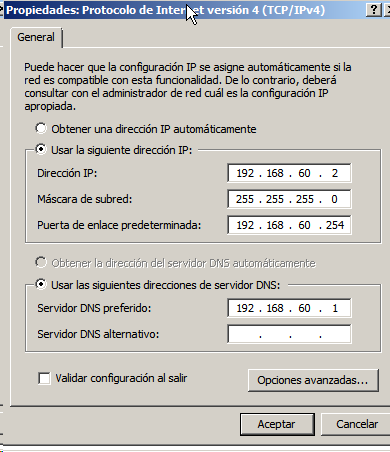 Propiedades: Protocolo de Internet versión 4 (TCP/IPv4)
General
Puede hacer que la configuración IP se asigne automáticamente si la
red es compatible con esta funcionalidad. De lo contrario, deberá
consultar con el administrador de red cuál es la configuración IP
apropiada.
Obtener una dirección IP automáticamente
Usar la siguiente dirección IP:
Dirección IP: 192 . 168 . 60 . 2
Máscara de subred: 255 . 255 . 255 . 0
Puerta de enlace predeterminada: 192 . 168 . 60 . 254
Obtener la dirección del servidor DNS automáticamente
Usar las siguientes direcciones de servidor DNS:
Servidor DNS preferido: 192 . 168 . 60 . 1
Servidor DNS alternativo: . . .
Validar configuración al salir Opciones avanzadas...
Aceptar Cancelar